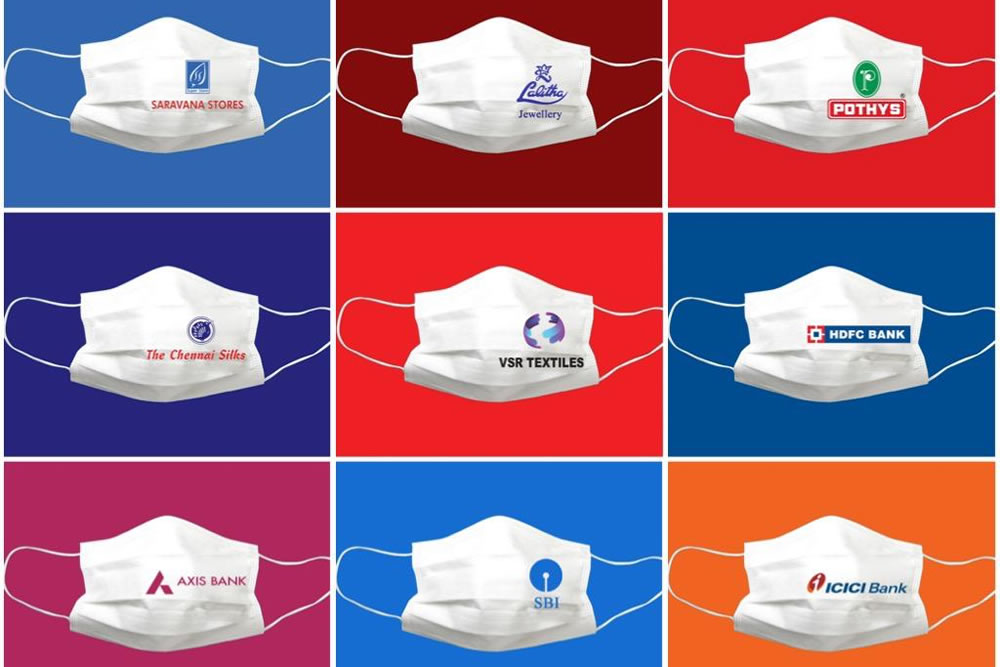 SARAVANA STORES
Lalitha
Jewellery
POTHYS
®
The Chennai Silks
VSR TEXTILES
HDFC BANK
AXIS BANK
SBI
ICICI Bank